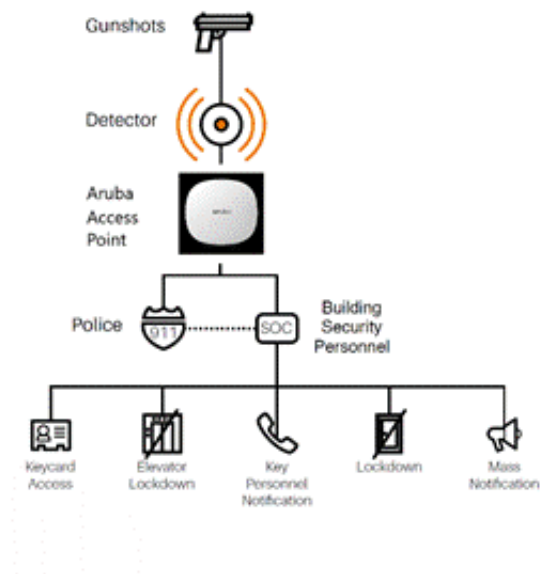 Gunshots
Detector
Aruba
Access
Point
Police
911
SOC
Building
Security
Personnel
Keycard
Access
Elevator
Lockdown
Key
Personnel
Notification
Lockdown
Mass
Notification